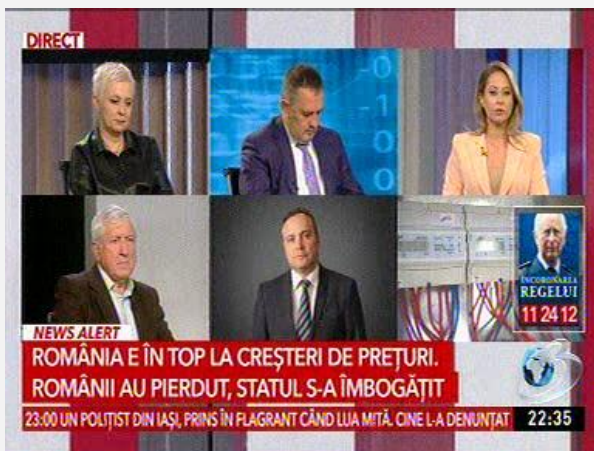 DIRECT
ÎNCORONAREA
REGELUI
11 24 12
NEWS ALERT
ROMÂNIA E ÎN TOP LA CREȘTERI DE PREȚURI.
ROMÂNII AU PIERDUT, STATUL S-A ÎMBOGĂȚIT
23:00 UN POLIȚIST DIN IAȘI, PRINS ÎN FLAGRANT CÂND LUA MITĂ. CINE L-A DENUNȚAT
22:35